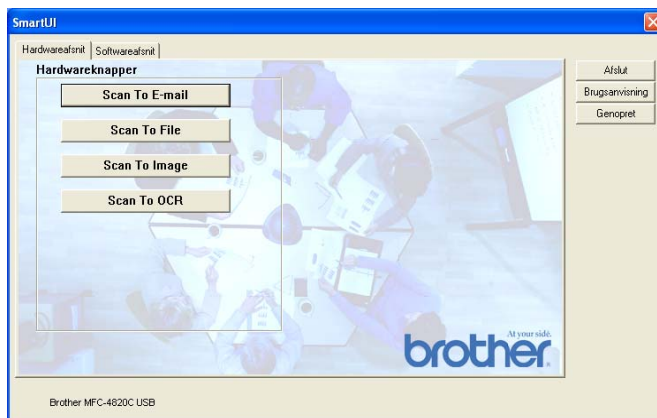 SmartUI
Hardwareafsnit
Softwareafsnit
Hardwareknapper
Scan To E-mail
Scan To File
Scan To Image
Scan To OCR
Afslut
Brugsanvisning
Genopret
At your side.
brother
Brother MFC-4820C USB